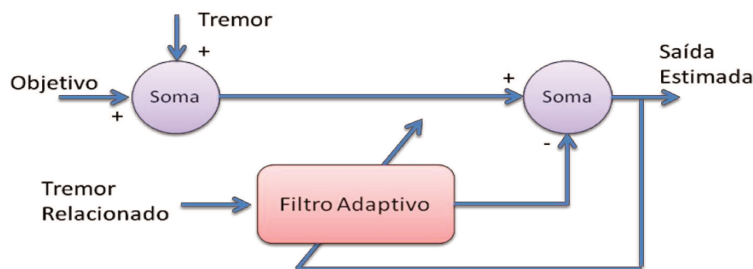 Tremor
+
Objetivo
+
Soma
+
Soma
-
Saída
Estimada
Tremor
Relacionado
Filtro Adaptivo